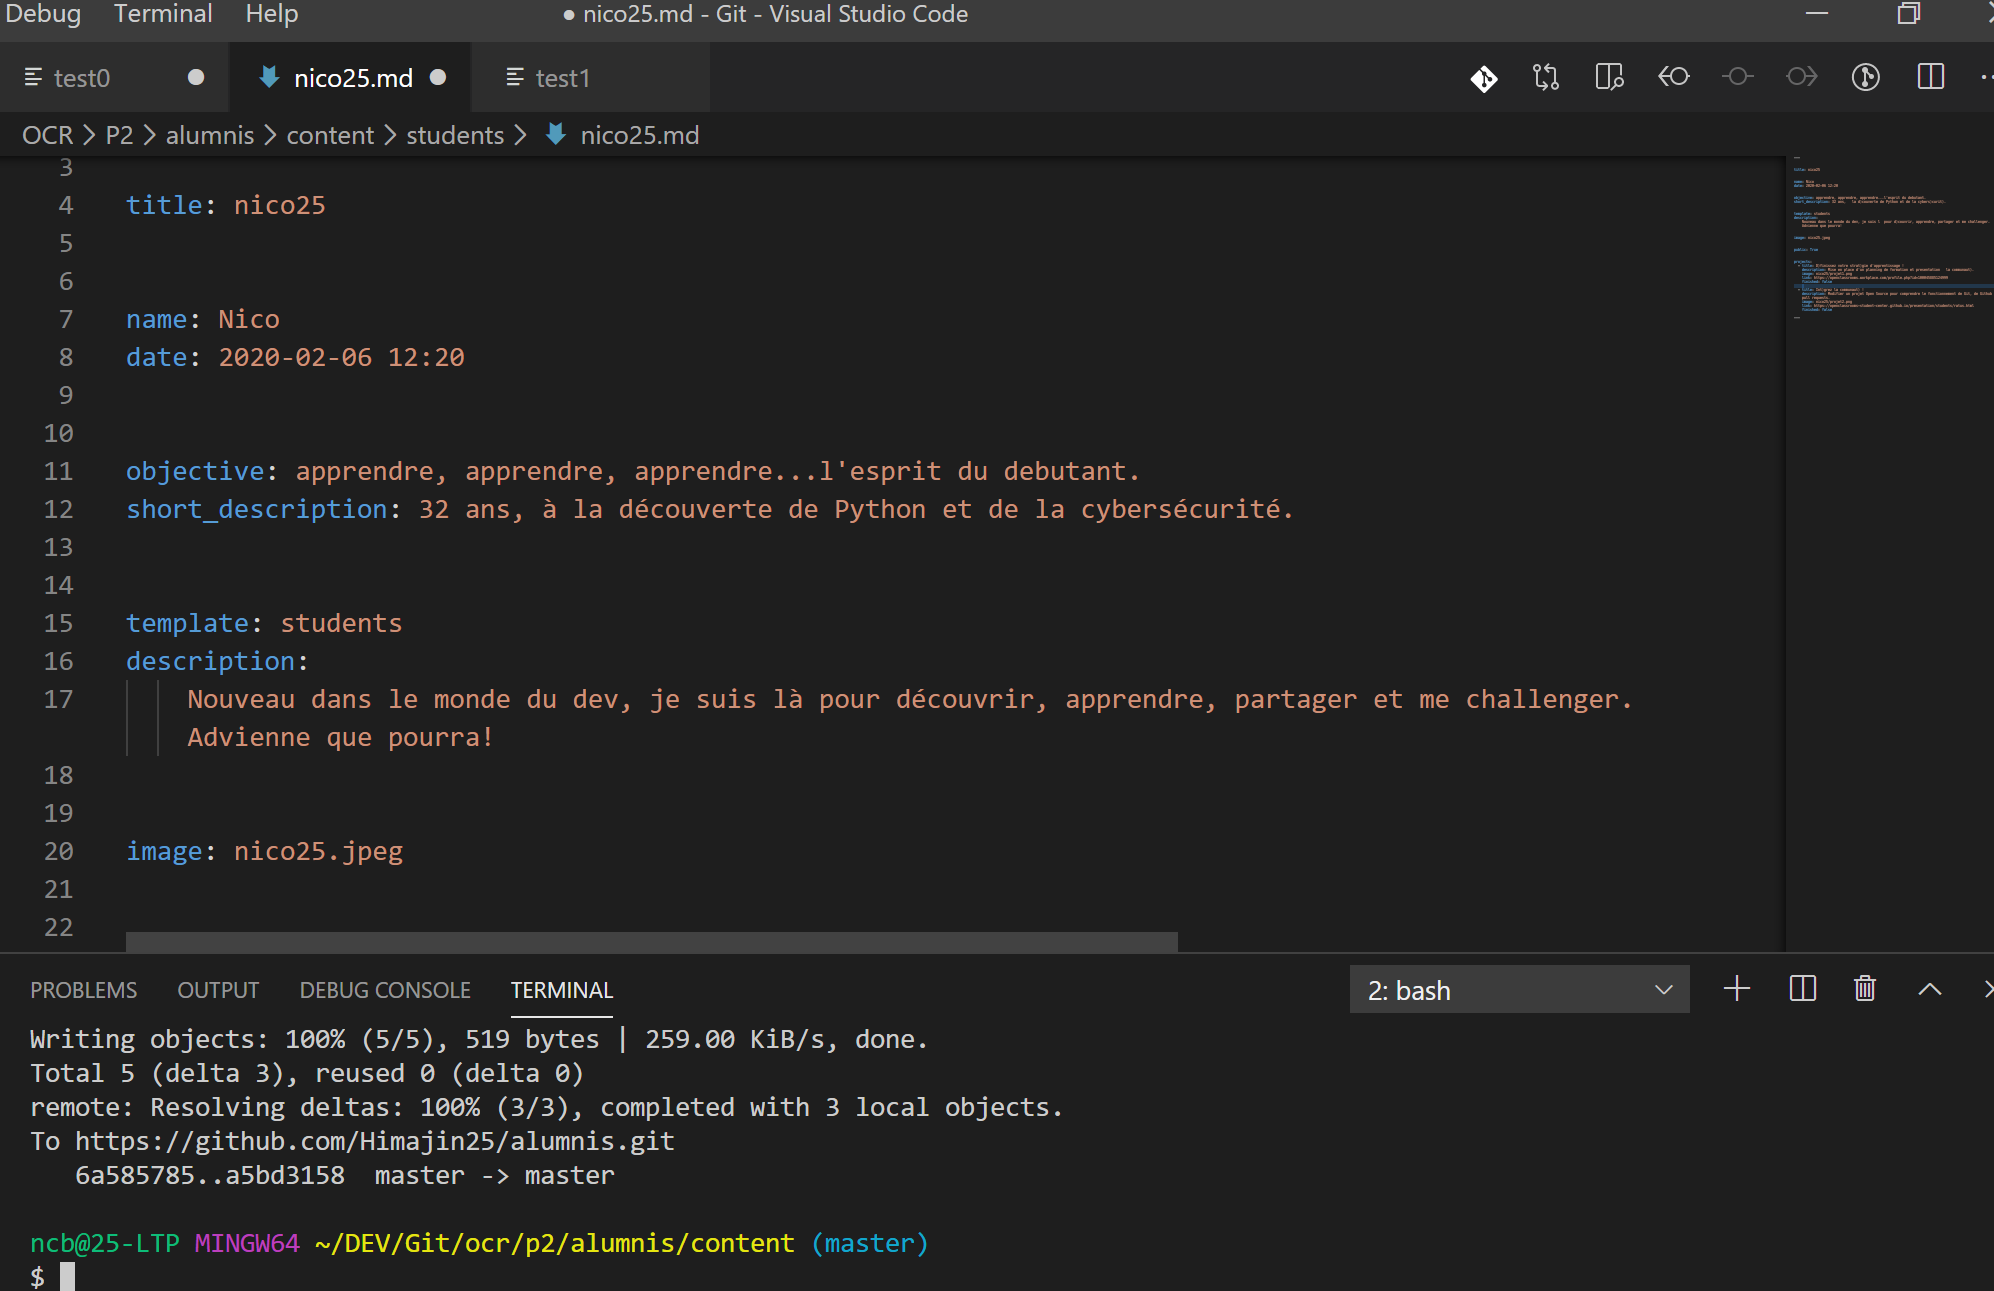 Debug Terminal Help ● nico25.md - Git - Visual Studio Code
test0 ● nico25.md ● test1
OCR > P2 > alumnis > content > students > nico25.md
3
4 title: nico25
5
6
7 name: Nico
8 date: 2020-02-06 12:20
9
10
11 objective: apprendre, apprendre, apprendre...l'esprit du debutant.
12 short_description: 32 ans, à la découverte de Python et de la cybersécurité.
13
14
15 template: students
16 description:
17 Nouveau dans le monde du dev, je suis là pour découvrir, apprendre, partager et me challenger.
Advienne que pourra!
18
19
20 image: nico25.jpeg
21
22
PROBLEMS OUTPUT DEBUG CONSOLE TERMINAL 2: bash
Writing objects: 100% (5/5), 519 bytes | 259.00 KiB/s, done.
Total 5 (delta 3), reused 0 (delta 0)
remote: Resolving deltas: 100% (3/3), completed with 3 local objects.
To https://github.com/Himajin25/alumnis.git
6a585785..a5bd3158 master -> master
ncb@25-LTP MINGW64 ~/DEV/Git/ocr/p2/alumnis/content (master)
$